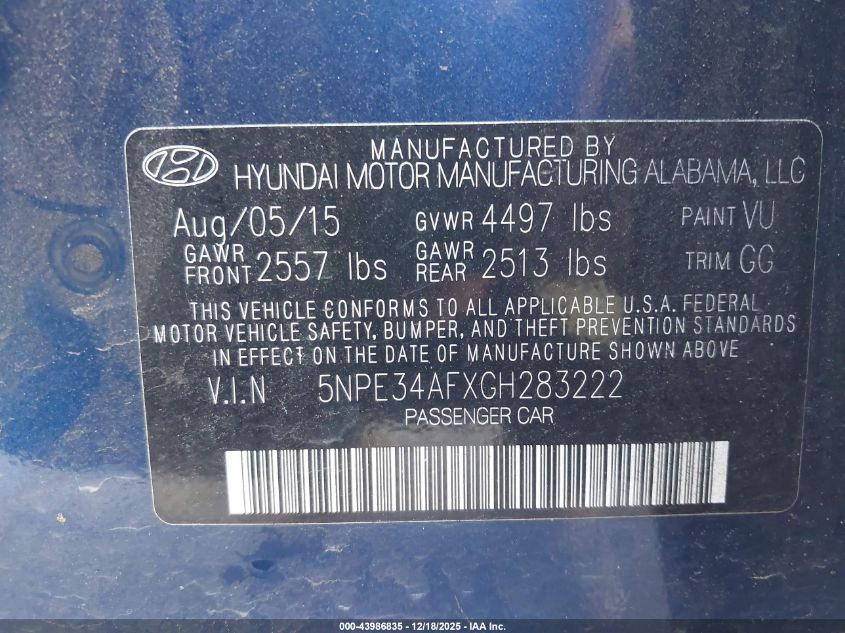 MANUFACTURED BY
HYUNDAI MOTOR MANUFACTURING ALABAMA, LLC
Aug/05/15 GVWR 4497 lbs PAINT VU
GAWR FRONT 2557 lbs GAWR REAR 2513 lbs TRIM GG
THIS VEHICLE CONFORMS TO ALL APPLICABLE U.S.A. FEDERAL
MOTOR VEHICLE SAFETY, BUMPER, AND THEFT PREVENTION STANDARDS
IN EFFECT ON THE DATE OF MANUFACTURE SHOWN ABOVE
V.I.N 5NPE34AFXGH283222
PASSENGER CAR
000-43986835 - 12/18/2025 - IAA Inc.